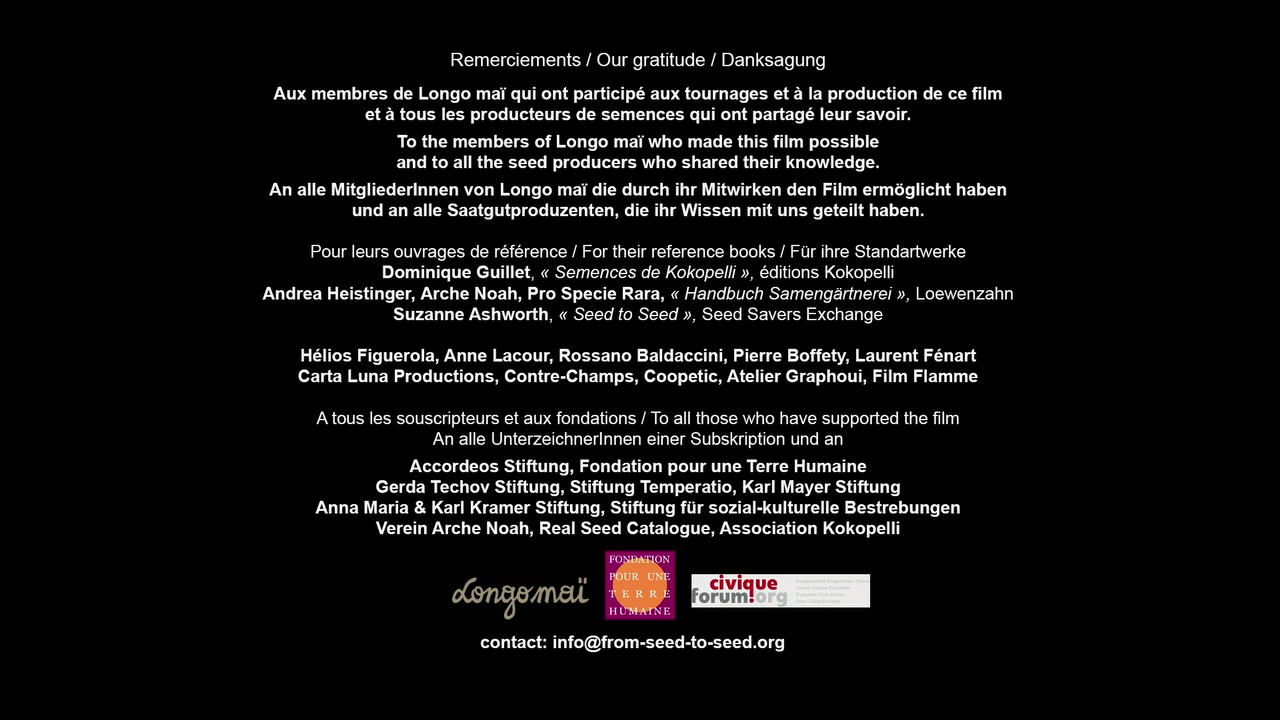 Remerciements / Our gratitude / Danksagung
Aux membres de Longo maï qui ont participé aux tournages et à la production de ce film
et à tous les producteurs de semences qui ont partagé leur savoir.
To the members of Longo maï who made this film possible
and to all the seed producers who shared their knowledge.
An alle MitgliederInnen von Longo maï die durch ihr Mitwirken den Film ermöglicht haben
und an alle Saatgutproduzenten, die ihr Wissen mit uns geteilt haben.
Pour leurs ouvrages de référence / For their reference books / Für ihre Standartwerke
Dominique Guillet, « Semences de Kokopelli », éditions Kokopelli
Andrea Heistinger, Arche Noah, Pro Specie Rara, « Handbuch Samengärtnerei », Loewenzahn
Suzanne Ashworth, « Seed to Seed », Seed Savers Exchange
Hélios Figuerola, Anne Lacour, Rossano Baldaccini, Pierre Boffety, Laurent Fénart
Carta Luna Productions, Contre-Champs, Coopetic, Atelier Graphoui, Film Flamme
A tous les souscripteurs et aux fondations / To all those who have supported the film
An alle UnterzeichnerInnen einer Subskription und an
Accordeos Stiftung, Fondation pour une Terre Humaine
Gerda Techov Stiftung, Stiftung Temperatio, Karl Mayer Stiftung
Anna Maria & Karl Kramer Stiftung, Stiftung für sozial-kulturelle Bestrebungen
Verein Arche Noah, Real Seed Catalogue, Association Kokopelli
Longo maï
FONDATION
POUR UNE
TERRE
HUMAINE
civique
forum.org
contact: info@from-seed-to-seed.org